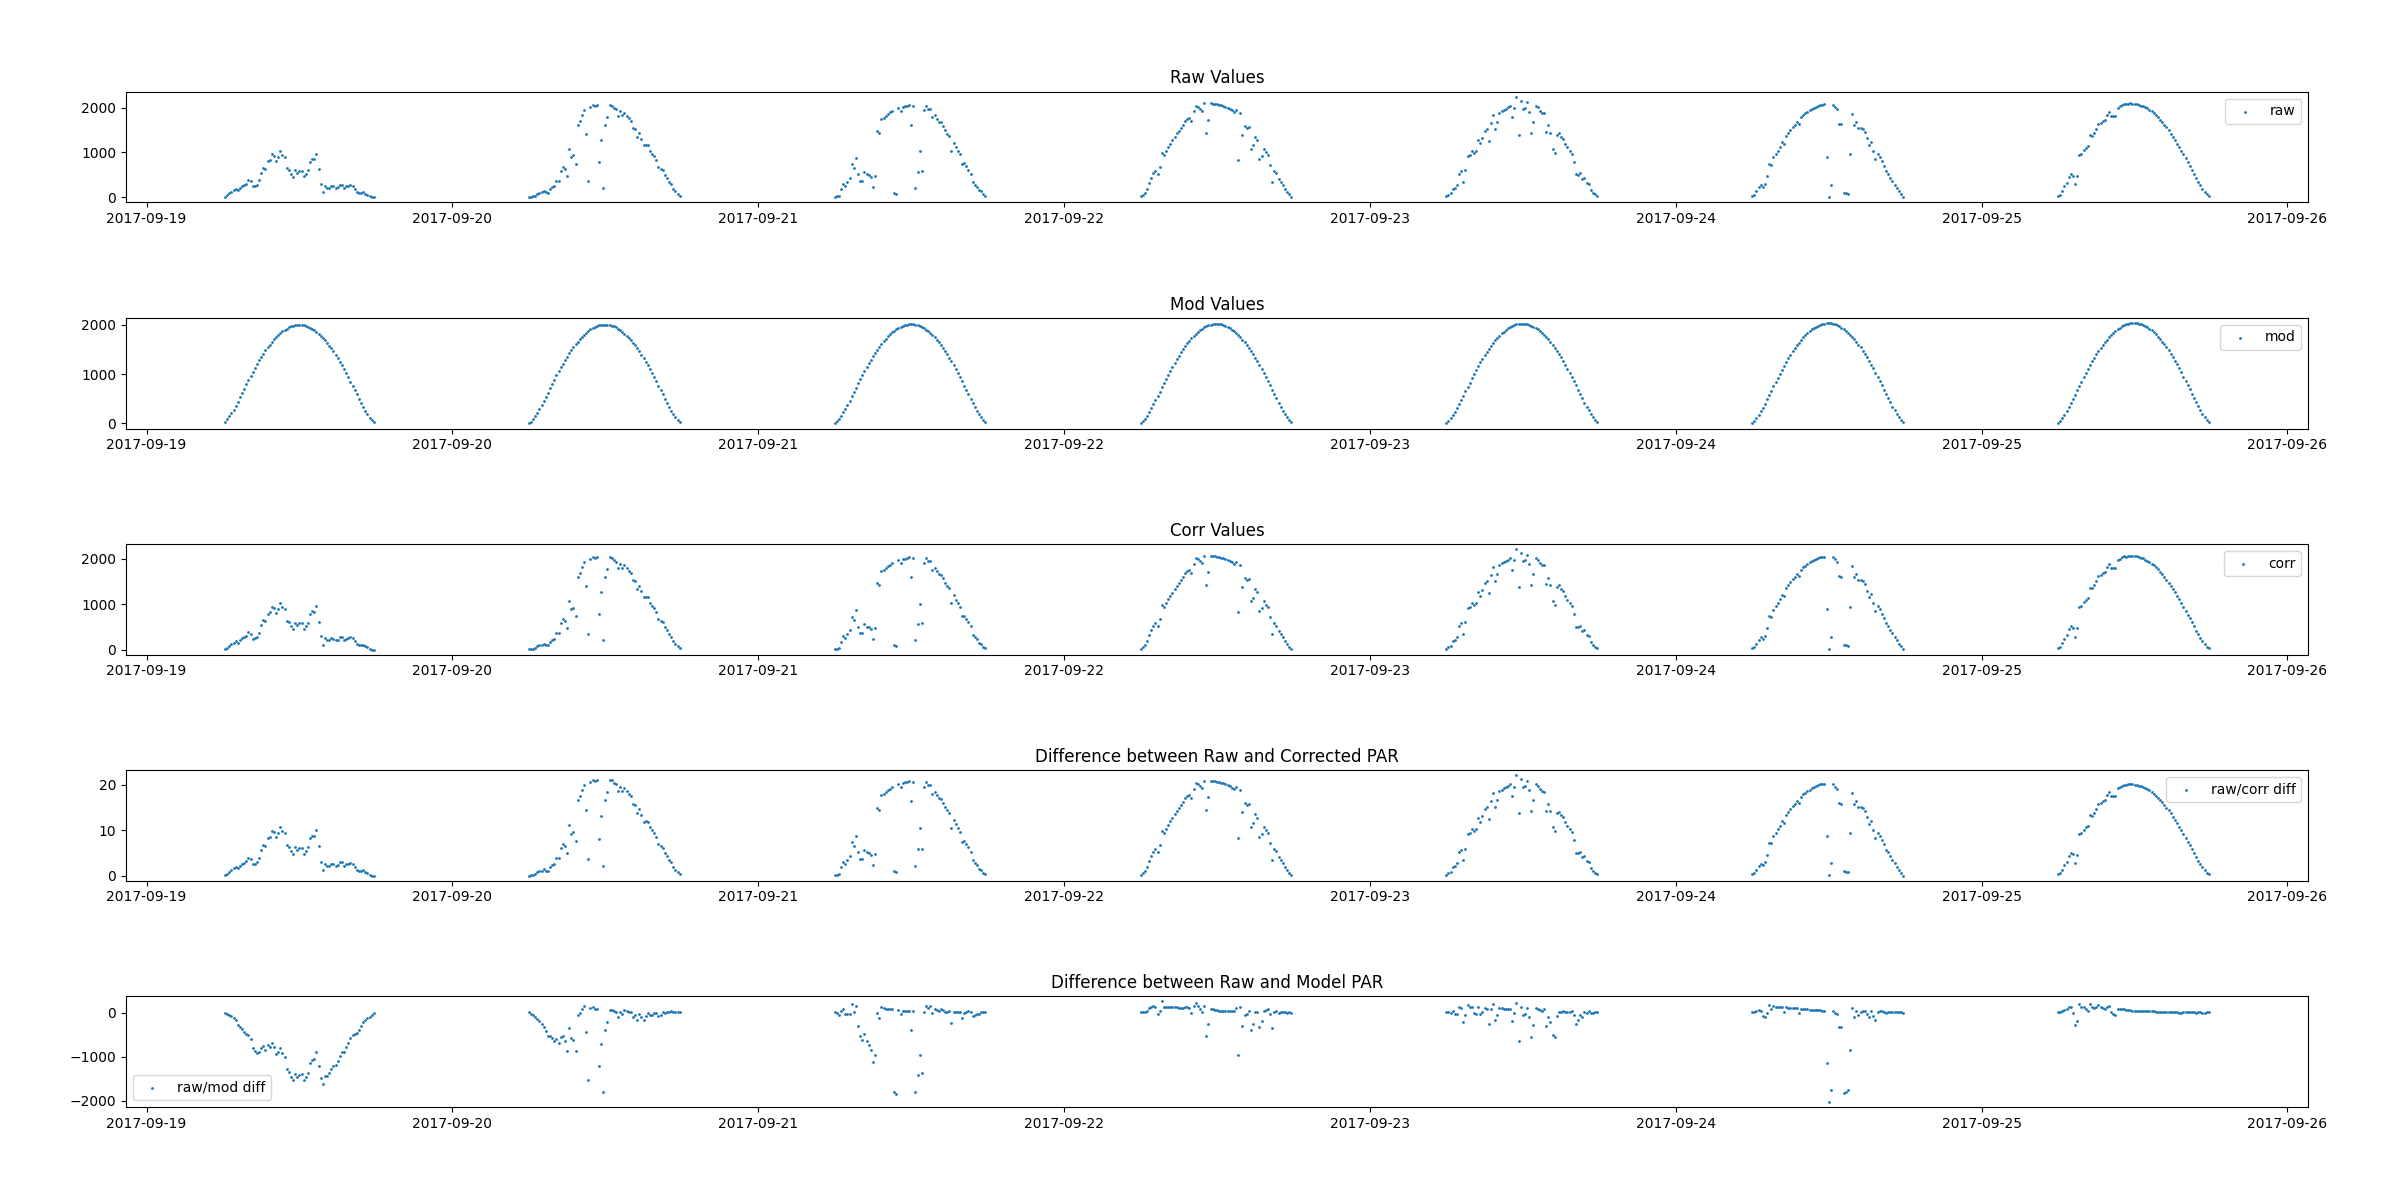 Raw Values
2000
1000
0
raw
2017-09-19 2017-09-20 2017-09-21 2017-09-22 2017-09-23 2017-09-24 2017-09-25 2017-09-26
Mod Values
2000
1000
0
mod
2017-09-19 2017-09-20 2017-09-21 2017-09-22 2017-09-23 2017-09-24 2017-09-25 2017-09-26
Corr Values
2000
1000
0
corr
2017-09-19 2017-09-20 2017-09-21 2017-09-22 2017-09-23 2017-09-24 2017-09-25 2017-09-26
Difference between Raw and Corrected PAR
20
10
0
raw/corr diff
2017-09-19 2017-09-20 2017-09-21 2017-09-22 2017-09-23 2017-09-24 2017-09-25 2017-09-26
Difference between Raw and Model PAR
0
−1000
−2000
raw/mod diff
2017-09-19 2017-09-20 2017-09-21 2017-09-22 2017-09-23 2017-09-24 2017-09-25 2017-09-26